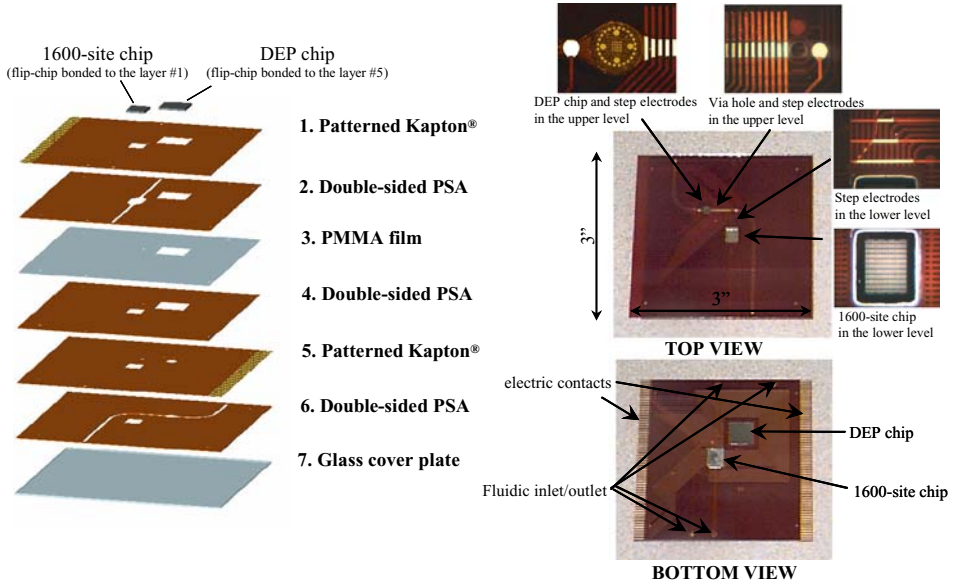 1600-site chip
(flip-chip bonded to the layer #1)
DEP chip
(flip-chip bonded to the layer #5)
1. Patterned Kapton®
2. Double-sided PSA
3. PMMA film
4. Double-sided PSA
5. Patterned Kapton®
6. Double-sided PSA
7. Glass cover plate
DEP chip and step electrodes
in the upper level
Via hole and step electrodes
in the upper level
Step electrodes
in the lower level
1600-site chip
in the lower level
3”
3”
TOP VIEW
electric contacts
DEP chip
1600-site chip
Fluidic inlet/outlet
BOTTOM VIEW